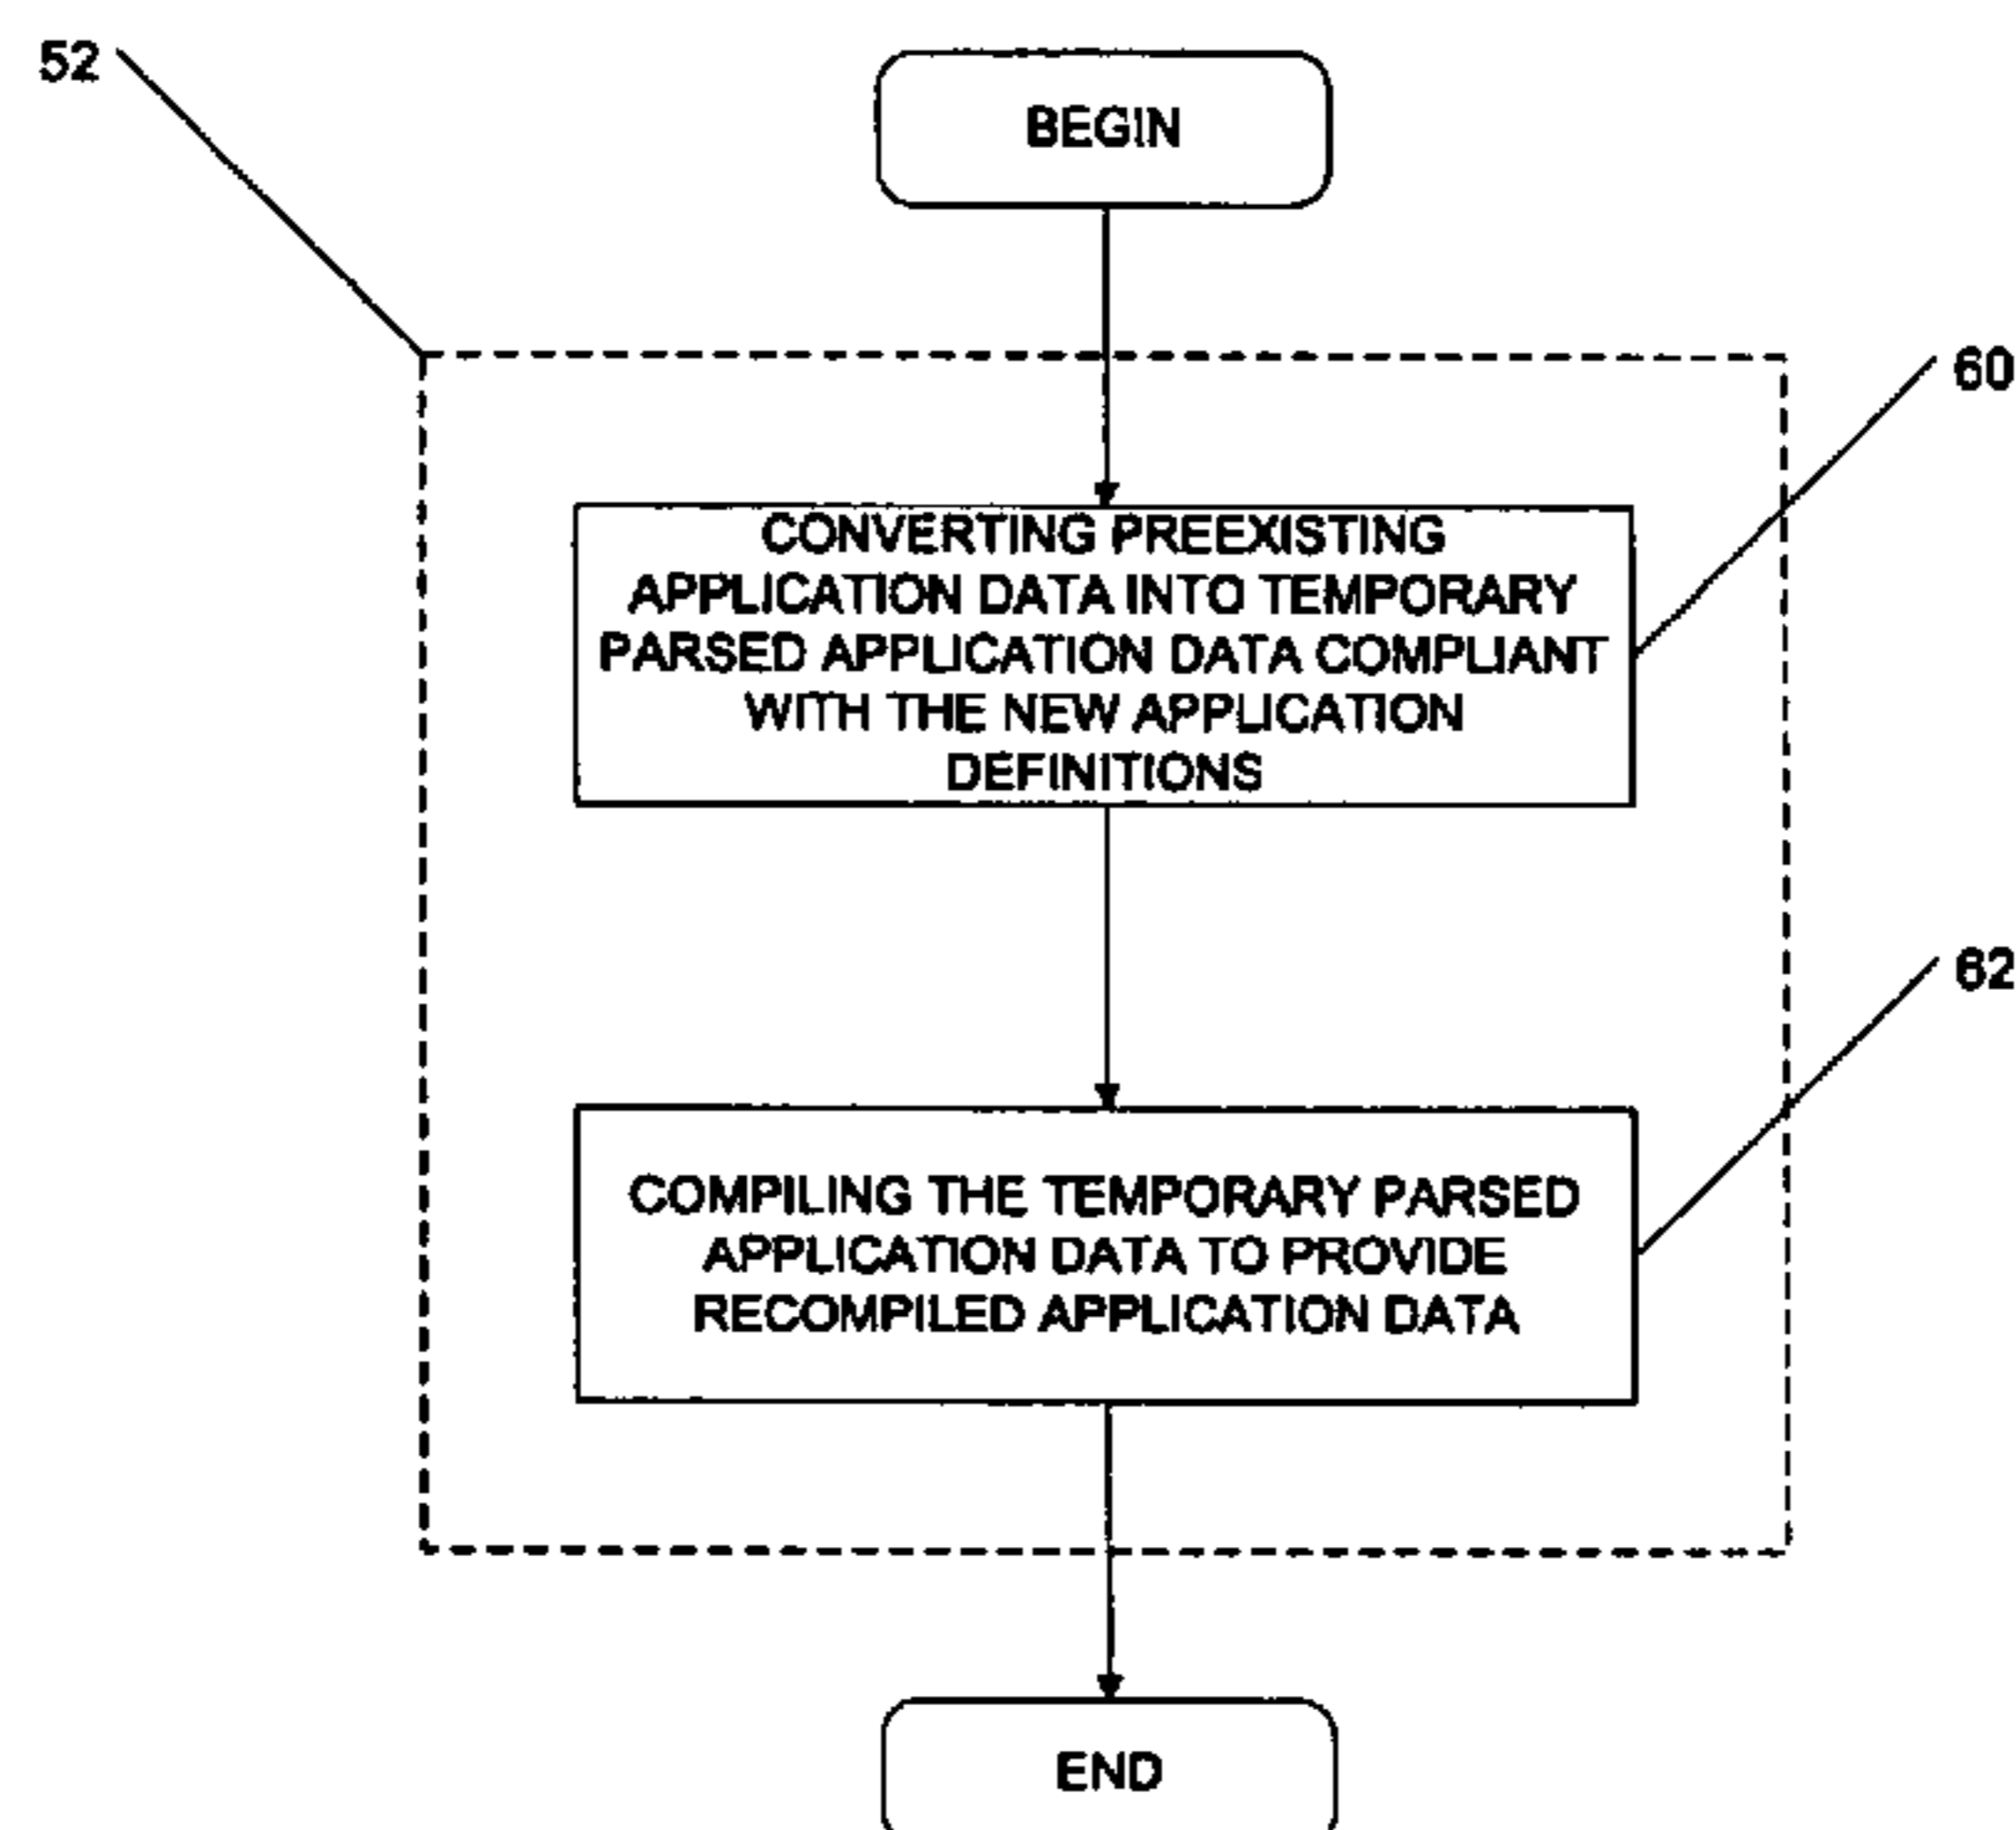 52
BEGIN
60
CONVERTING PREEXISTING
APPLICATION DATA INTO TEMPORARY
PARSED APPLICATION DATA COMPLIANT
WITH THE NEW APPLICATION
DEFINITIONS
62
COMPILING THE TEMPORARY PARSED
APPLICATION DATA TO PROVIDE
RECOMPILED APPLICATION DATA
END